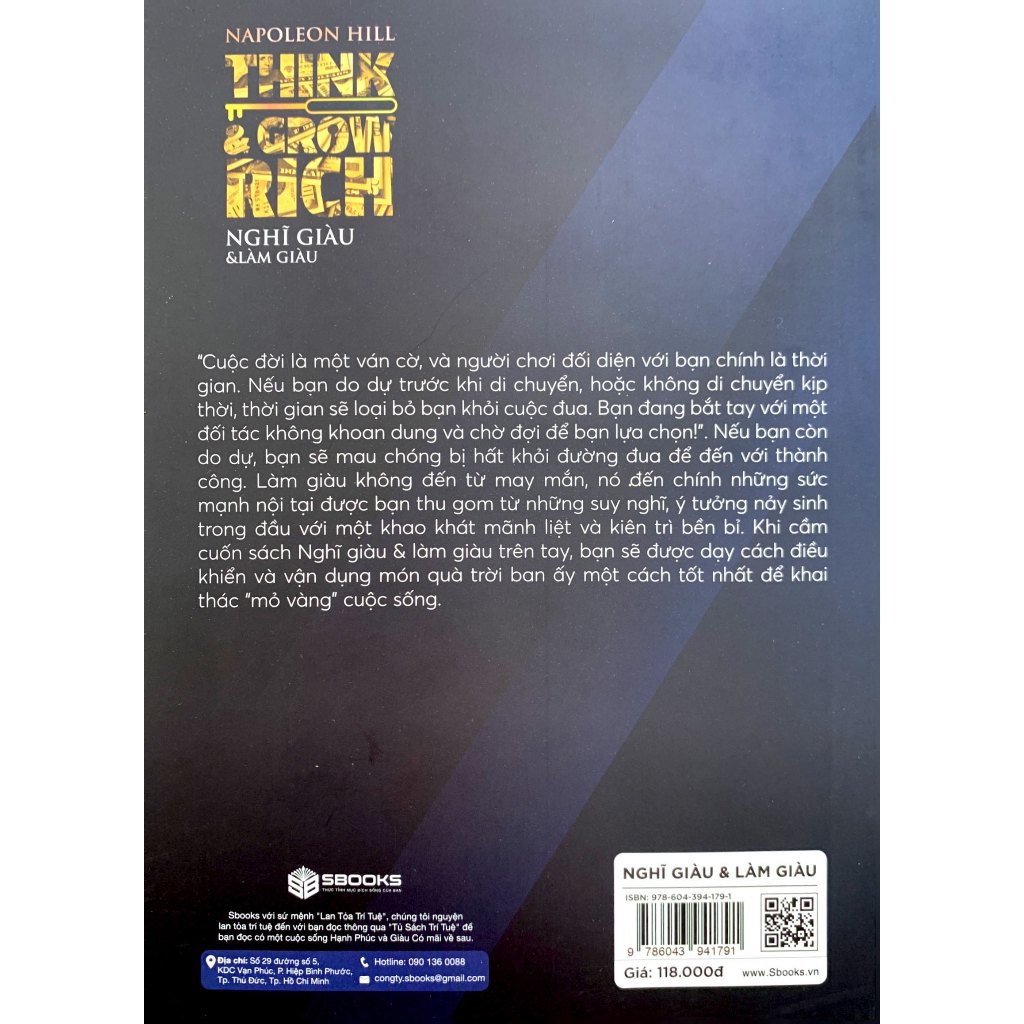 NAPOLEON HILL
THINK
& GROW
RICH
NGHĨ GIÀU
&LÀM GIÀU
"Cuộc đời là một ván cờ, và người chơi đối diện với bạn chính là thời
gian. Nếu bạn do dự trước khi di chuyển, hoặc không di chuyển kịp
thời, thời gian sẽ loại bỏ bạn khỏi cuộc đua. Bạn đang bắt tay với một
đối tác không khoan dung và chờ đợi để bạn lựa chọn!". Nếu bạn còn
do dự, bạn sẽ mau chóng bị hất khỏi đường đua để đến với thành
công. Làm giàu không đến từ may mắn, nó đến chính những sức
mạnh nội tại được bạn thu gom từ những suy nghĩ, ý tưởng nảy sinh
trong đầu với một khao khát mãnh liệt và kiên trì bền bỉ. Khi cầm
cuốn sách Nghĩ giàu & làm giàu trên tay, bạn sẽ được dạy cách điều
khiển và vận dụng món quà trời ban ấy một cách tốt nhất để khai
thác "mỏ vàng" cuộc sống.
SBOOKS
THỨC TỈNH MỤC ĐÍCH SỐNG CỦA BẠN
Sbooks với sứ mệnh "Lan Tỏa Trí Tuệ", chúng tôi nguyện
lan tỏa trí tuệ đến với bạn đọc thông qua "Tủ Sách Trí Tuệ" để
bạn đọc có một cuộc sống Hạnh Phúc và Giàu Có mãi về sau.
Địa chỉ: Số 29 đường số 5,
KDC Vạn Phúc, P. Hiệp Bình Phước,
Tp. Thủ Đức, Tp. Hồ Chí Minh
Hotline: 090 136 0088
congty.sbooks@gmail.com
NGHĨ GIÀU & LÀM GIÀU
ISBN: 978-604-394-179-1
9 786043 941791
Giá: 118.000đ
www.Sbooks.vn